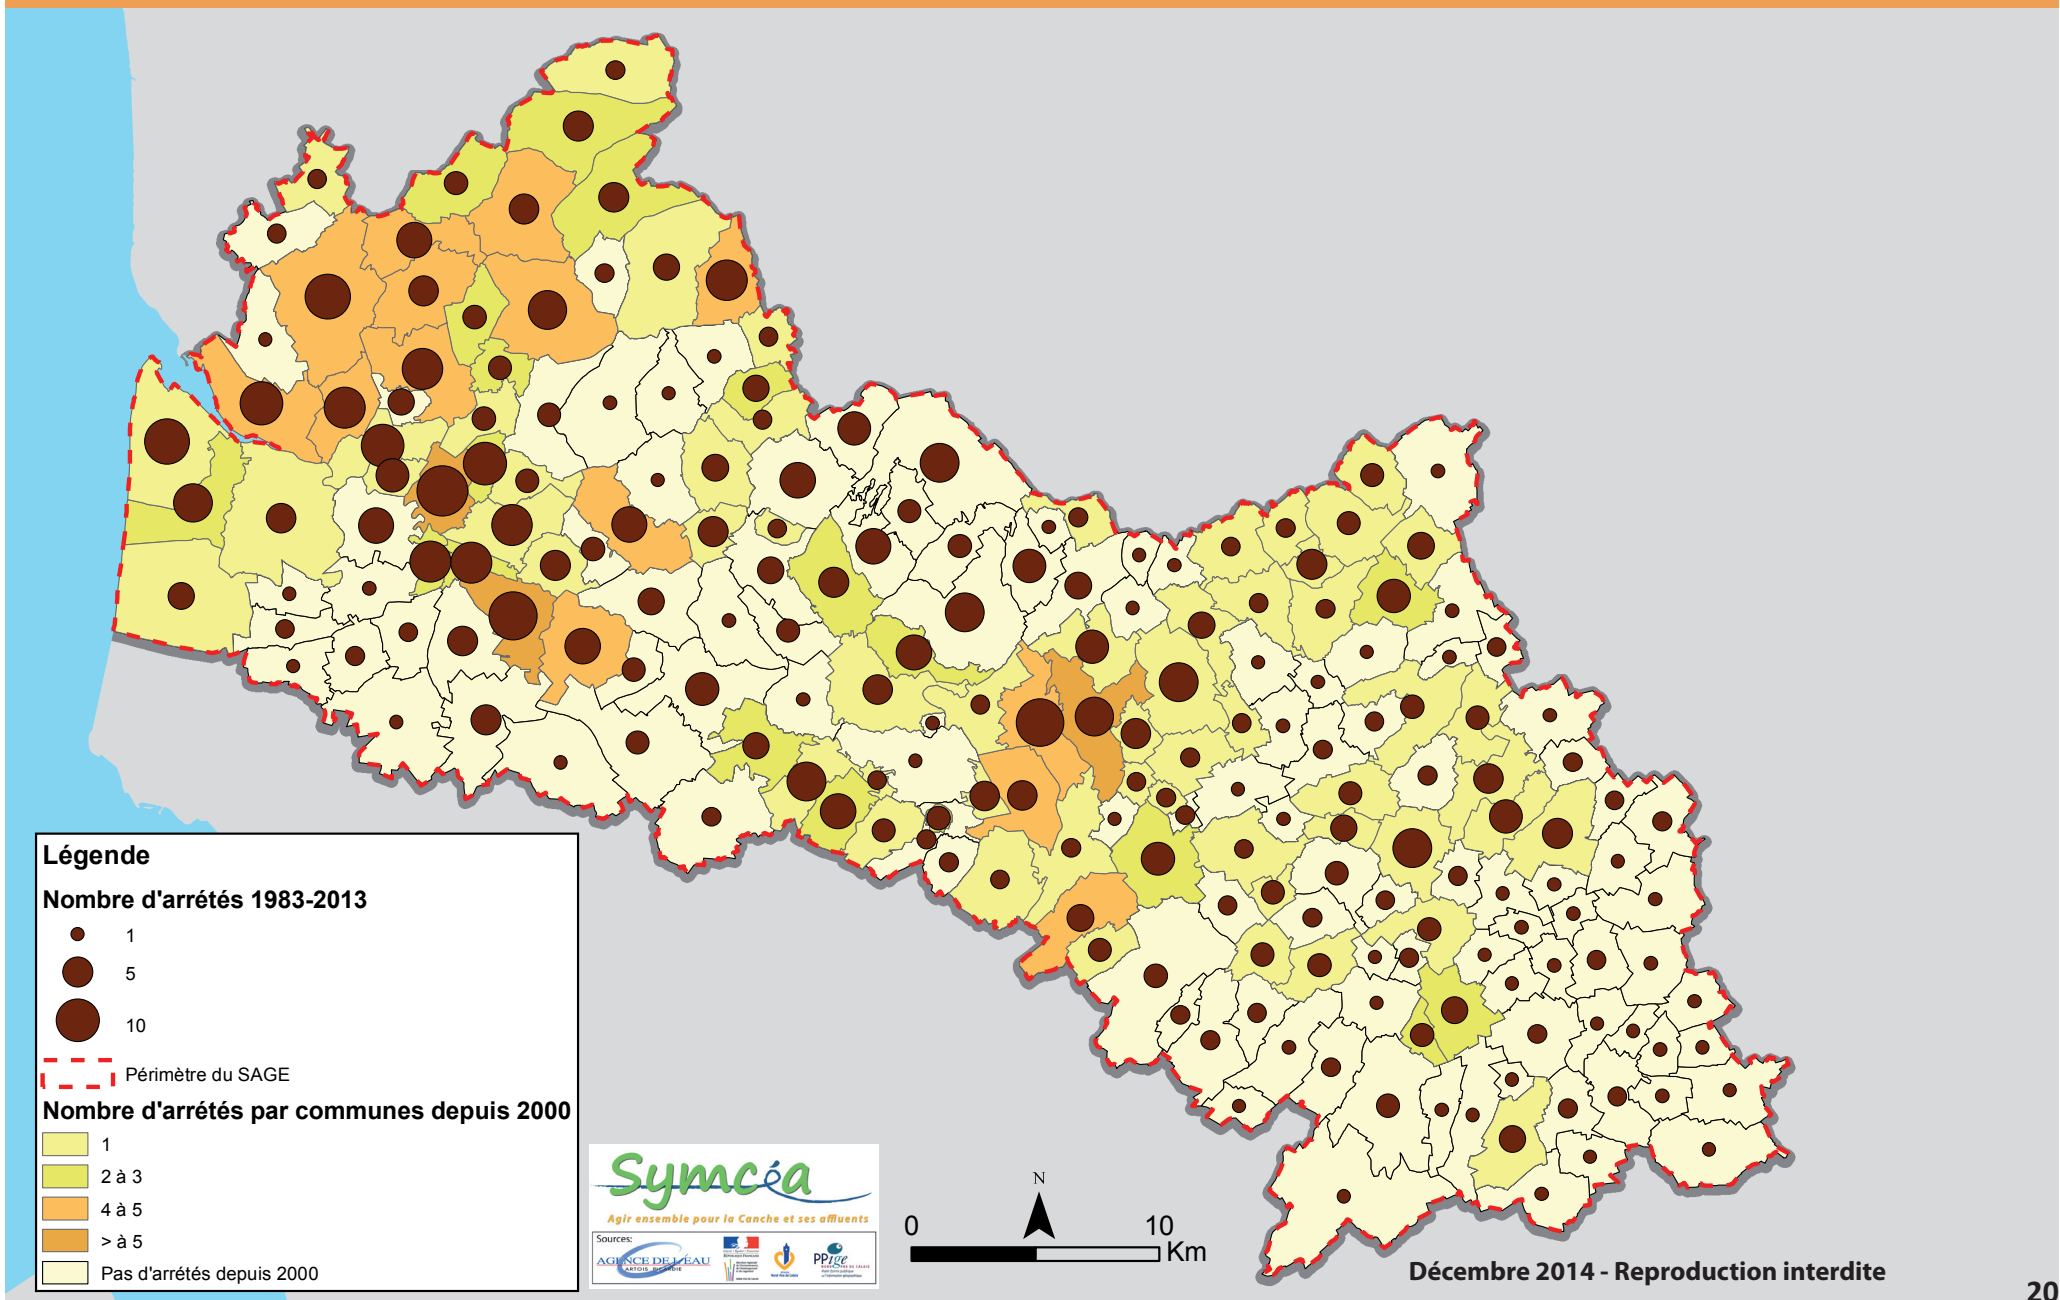 Légende
Nombre d'arrétés 1983-2013
1
5
10
Périmètre du SAGE
Nombre d'arrétés par communes depuis 2000
1
2 à 3
4 à 5
> à 5
Pas d'arrétés depuis 2000
Symcéa
Agir ensemble pour la Canche et ses affluents
Sources:
AGENCE DE L'EAU
ARTOIS PICARDIE
PPige
N
0
10
Km
Décembre 2014 - Reproduction interdite
20